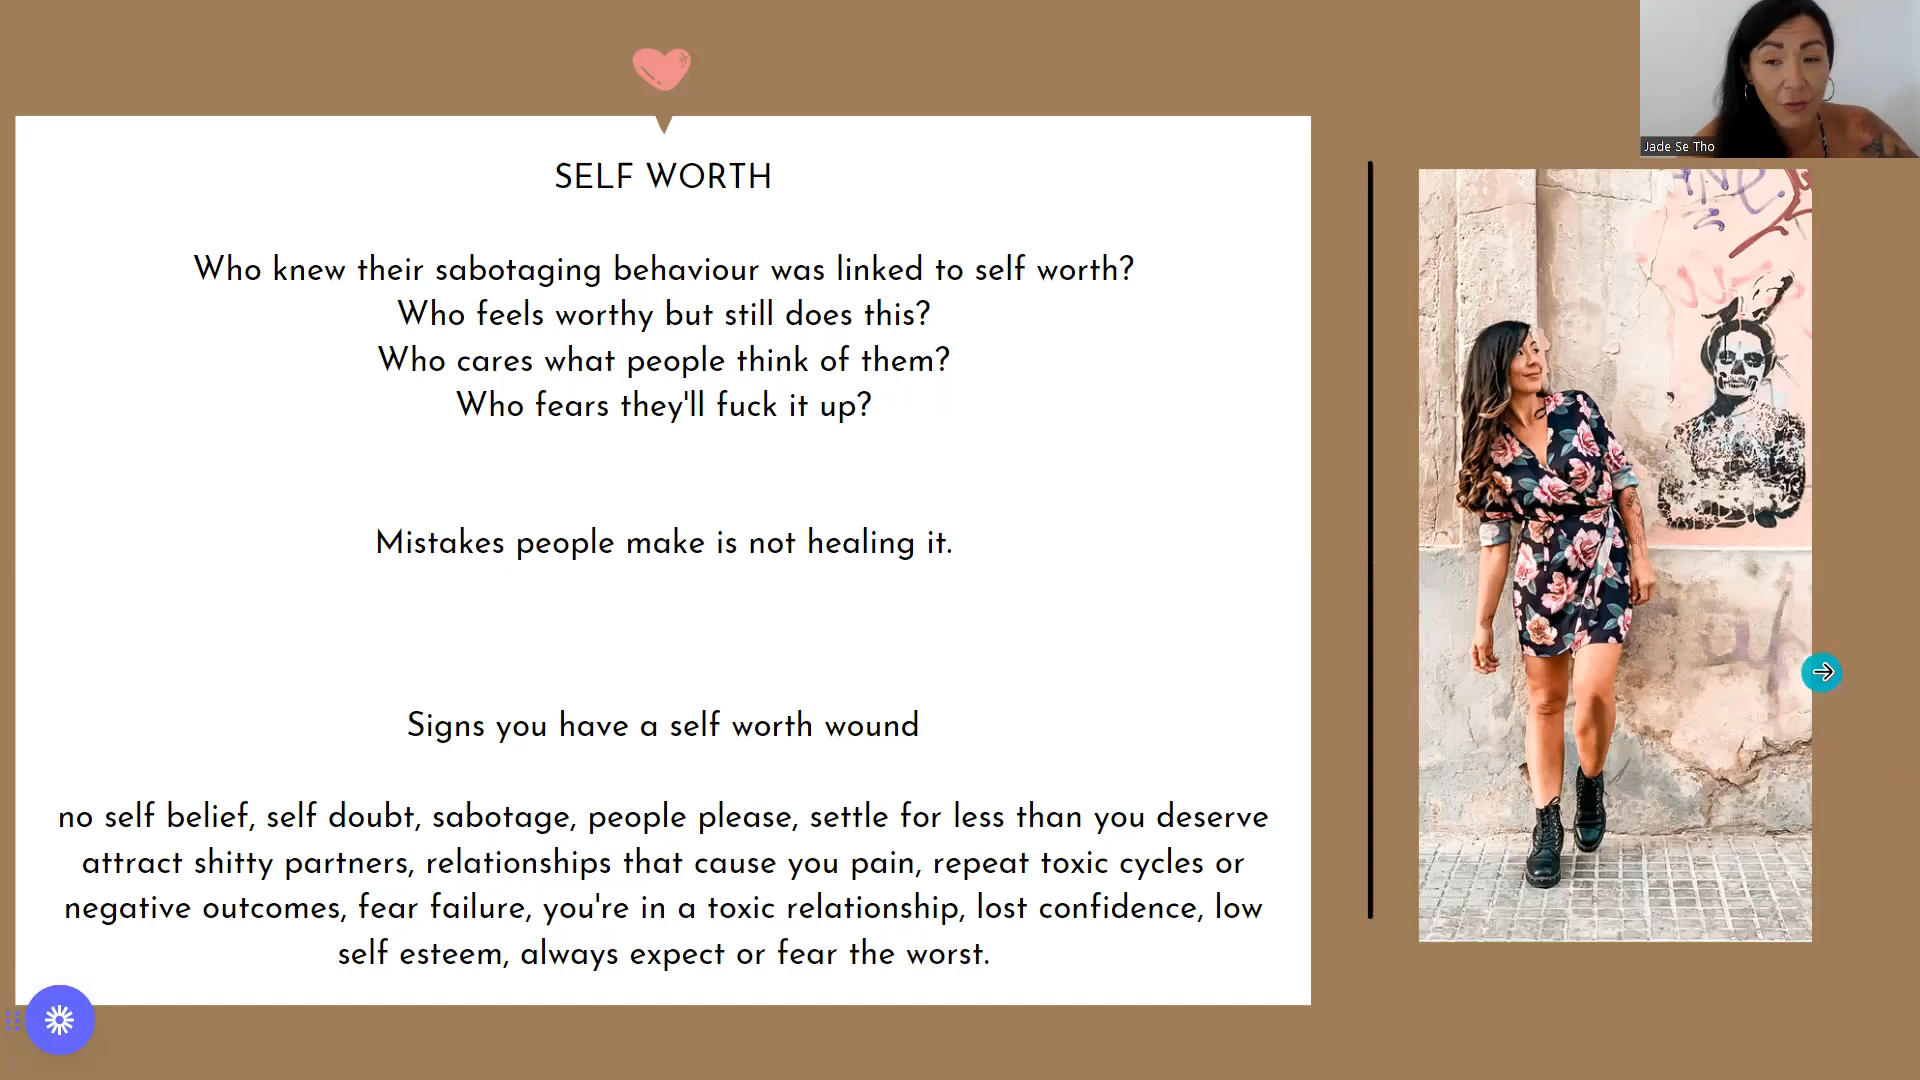 SELF WORTH
Who knew their sabotaging behaviour was linked to self worth?
Who feels worthy but still does this?
Who cares what people think of them?
Who fears they'll fuck it up?
Mistakes people make is not healing it.
Signs you have a self worth wound
no self belief, self doubt, sabotage, people please, settle for less than you deserve
attract shitty partners, relationships that cause you pain, repeat toxic cycles or
negative outcomes, fear failure, you're in a toxic relationship, lost confidence, low
self esteem, always expect or fear the worst.
Jade Se Tho